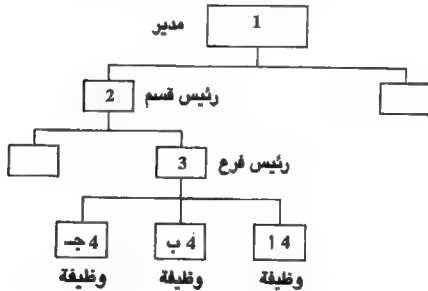 مدير 1
2 رئيس قسم
3 رئيس فرع
4 أ 4 ب 4 جـ
وظيفة وظيفة وظيفة